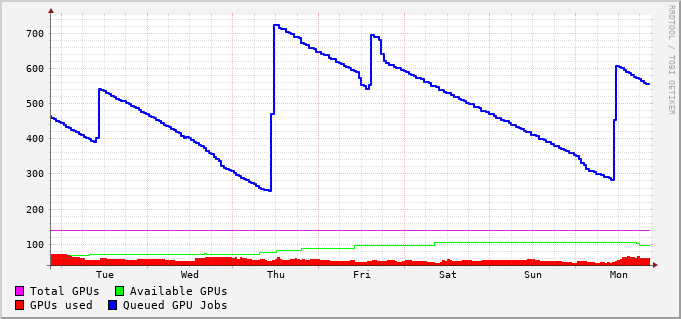 700
600
500
400
300
200
100
Tue Wed Thu Fri Sat Sun Mon
Total GPUs Available GPUs
GPUs used Queued GPU Jobs
RRDTOOL / TOBI OETIKER